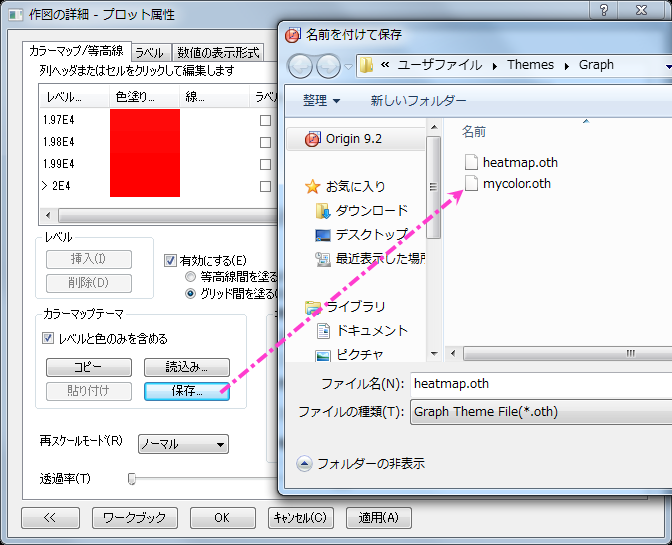 作図の詳細 - プロット属性
カラーマップ/等高線
ラベル
数値の表示形式
列ヘッダまたはセルをクリックして編集します
レベル...
色塗り...
線...
ラベ
1.97E4
1.98E4
1.99E4
> 2E4
レベル
挿入(I)
削除(D)
有効にする(E)
等高線間を塗る
グリッド間を塗る(
カラーマップテーマ
レベルと色のみを含める
コピー
読込み...
貼り付け
保存...
再スケールモード(R)
ノーマル
透過率(T)
<<
ワークブック
OK
キャンセル(C)
適用(A)
名前を付けて保存
« ユーザファイル
Themes
Graph
整理
新しいフォルダー
Origin 9.2
お気に入り
ダウンロード
デスクトップ
最近表示した場所
ライブラリ
ドキュメント
ピクチャ
名前
heatmap.oth
mycolor.oth
ファイル名(N):
heatmap.oth
ファイルの種類(T):
Graph Theme File(*.oth)
フォルダーの非表示